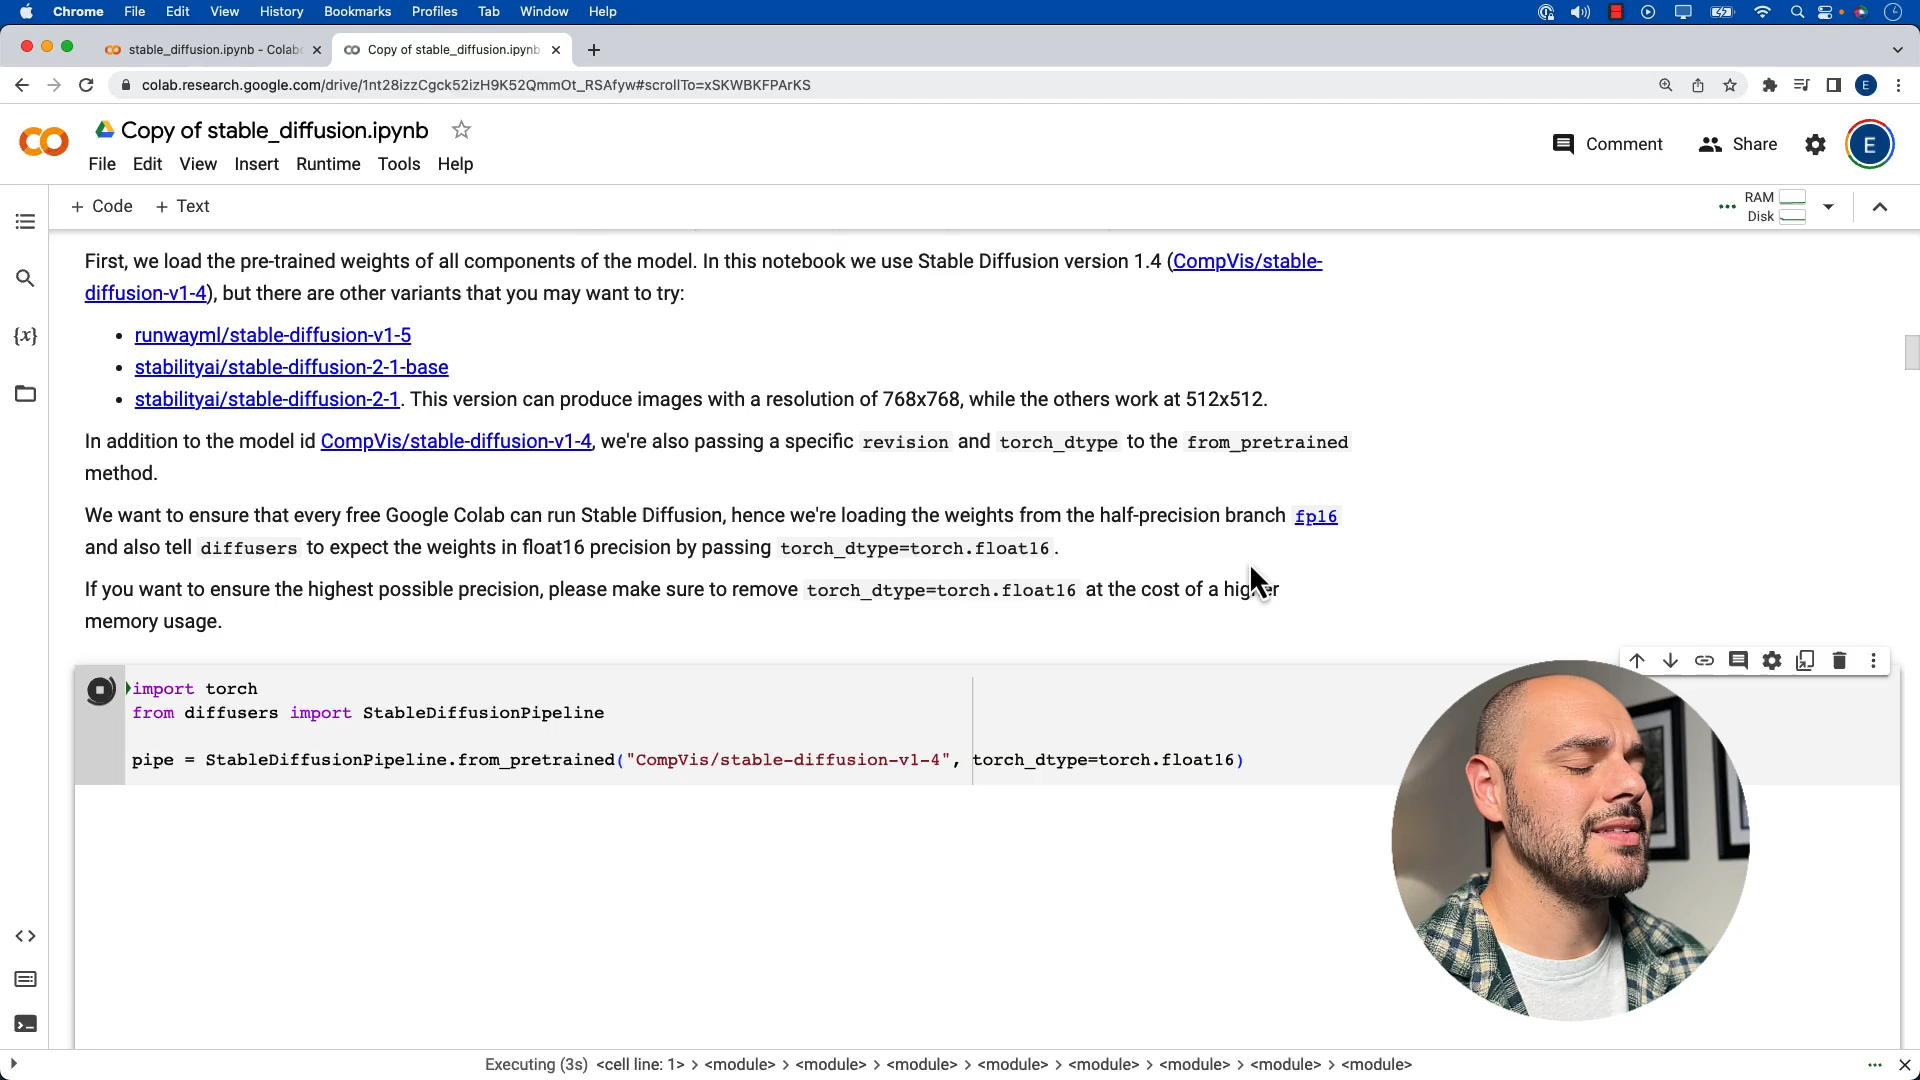 Chrome File Edit View History Bookmarks Profiles Tab Window Help
stable_diffusion.ipynb - Colab
Copy of stable_diffusion.ipynb
colab.research.google.com/drive/1nt28izzCgck52izH9K52QmmOt_RSAfyw#scrollTo=xSKWBKFPArKS
E
Copy of stable_diffusion.ipynb
Comment Share E
File Edit View Insert Runtime Tools Help
+ Code + Text
RAM
Disk
First, we load the pre-trained weights of all components of the model. In this notebook we use Stable Diffusion version 1.4 (CompVis/stable-
diffusion-v1-4), but there are other variants that you may want to try:
• runwayml/stable-diffusion-v1-5
• stabilityai/stable-diffusion-2-1-base
• stabilityai/stable-diffusion-2-1. This version can produce images with a resolution of 768x768, while the others work at 512x512.
In addition to the model id CompVis/stable-diffusion-v1-4, we're also passing a specific revision and torch_dtype to the from_pretrained
method.
We want to ensure that every free Google Colab can run Stable Diffusion, hence we're loading the weights from the half-precision branch fp16
and also tell diffusers to expect the weights in float16 precision by passing torch_dtype=torch.float16.
If you want to ensure the highest possible precision, please make sure to remove torch_dtype=torch.float16 at the cost of a higher
memory usage.
import torch
from diffusers import StableDiffusionPipeline
pipe = StableDiffusionPipeline.from_pretrained("CompVis/stable-diffusion-v1-4", torch_dtype=torch.float16)
Executing (3s) <cell line: 1> > <module> > <module> > <module> > <module> > <module> > <module> > <module> > <module>